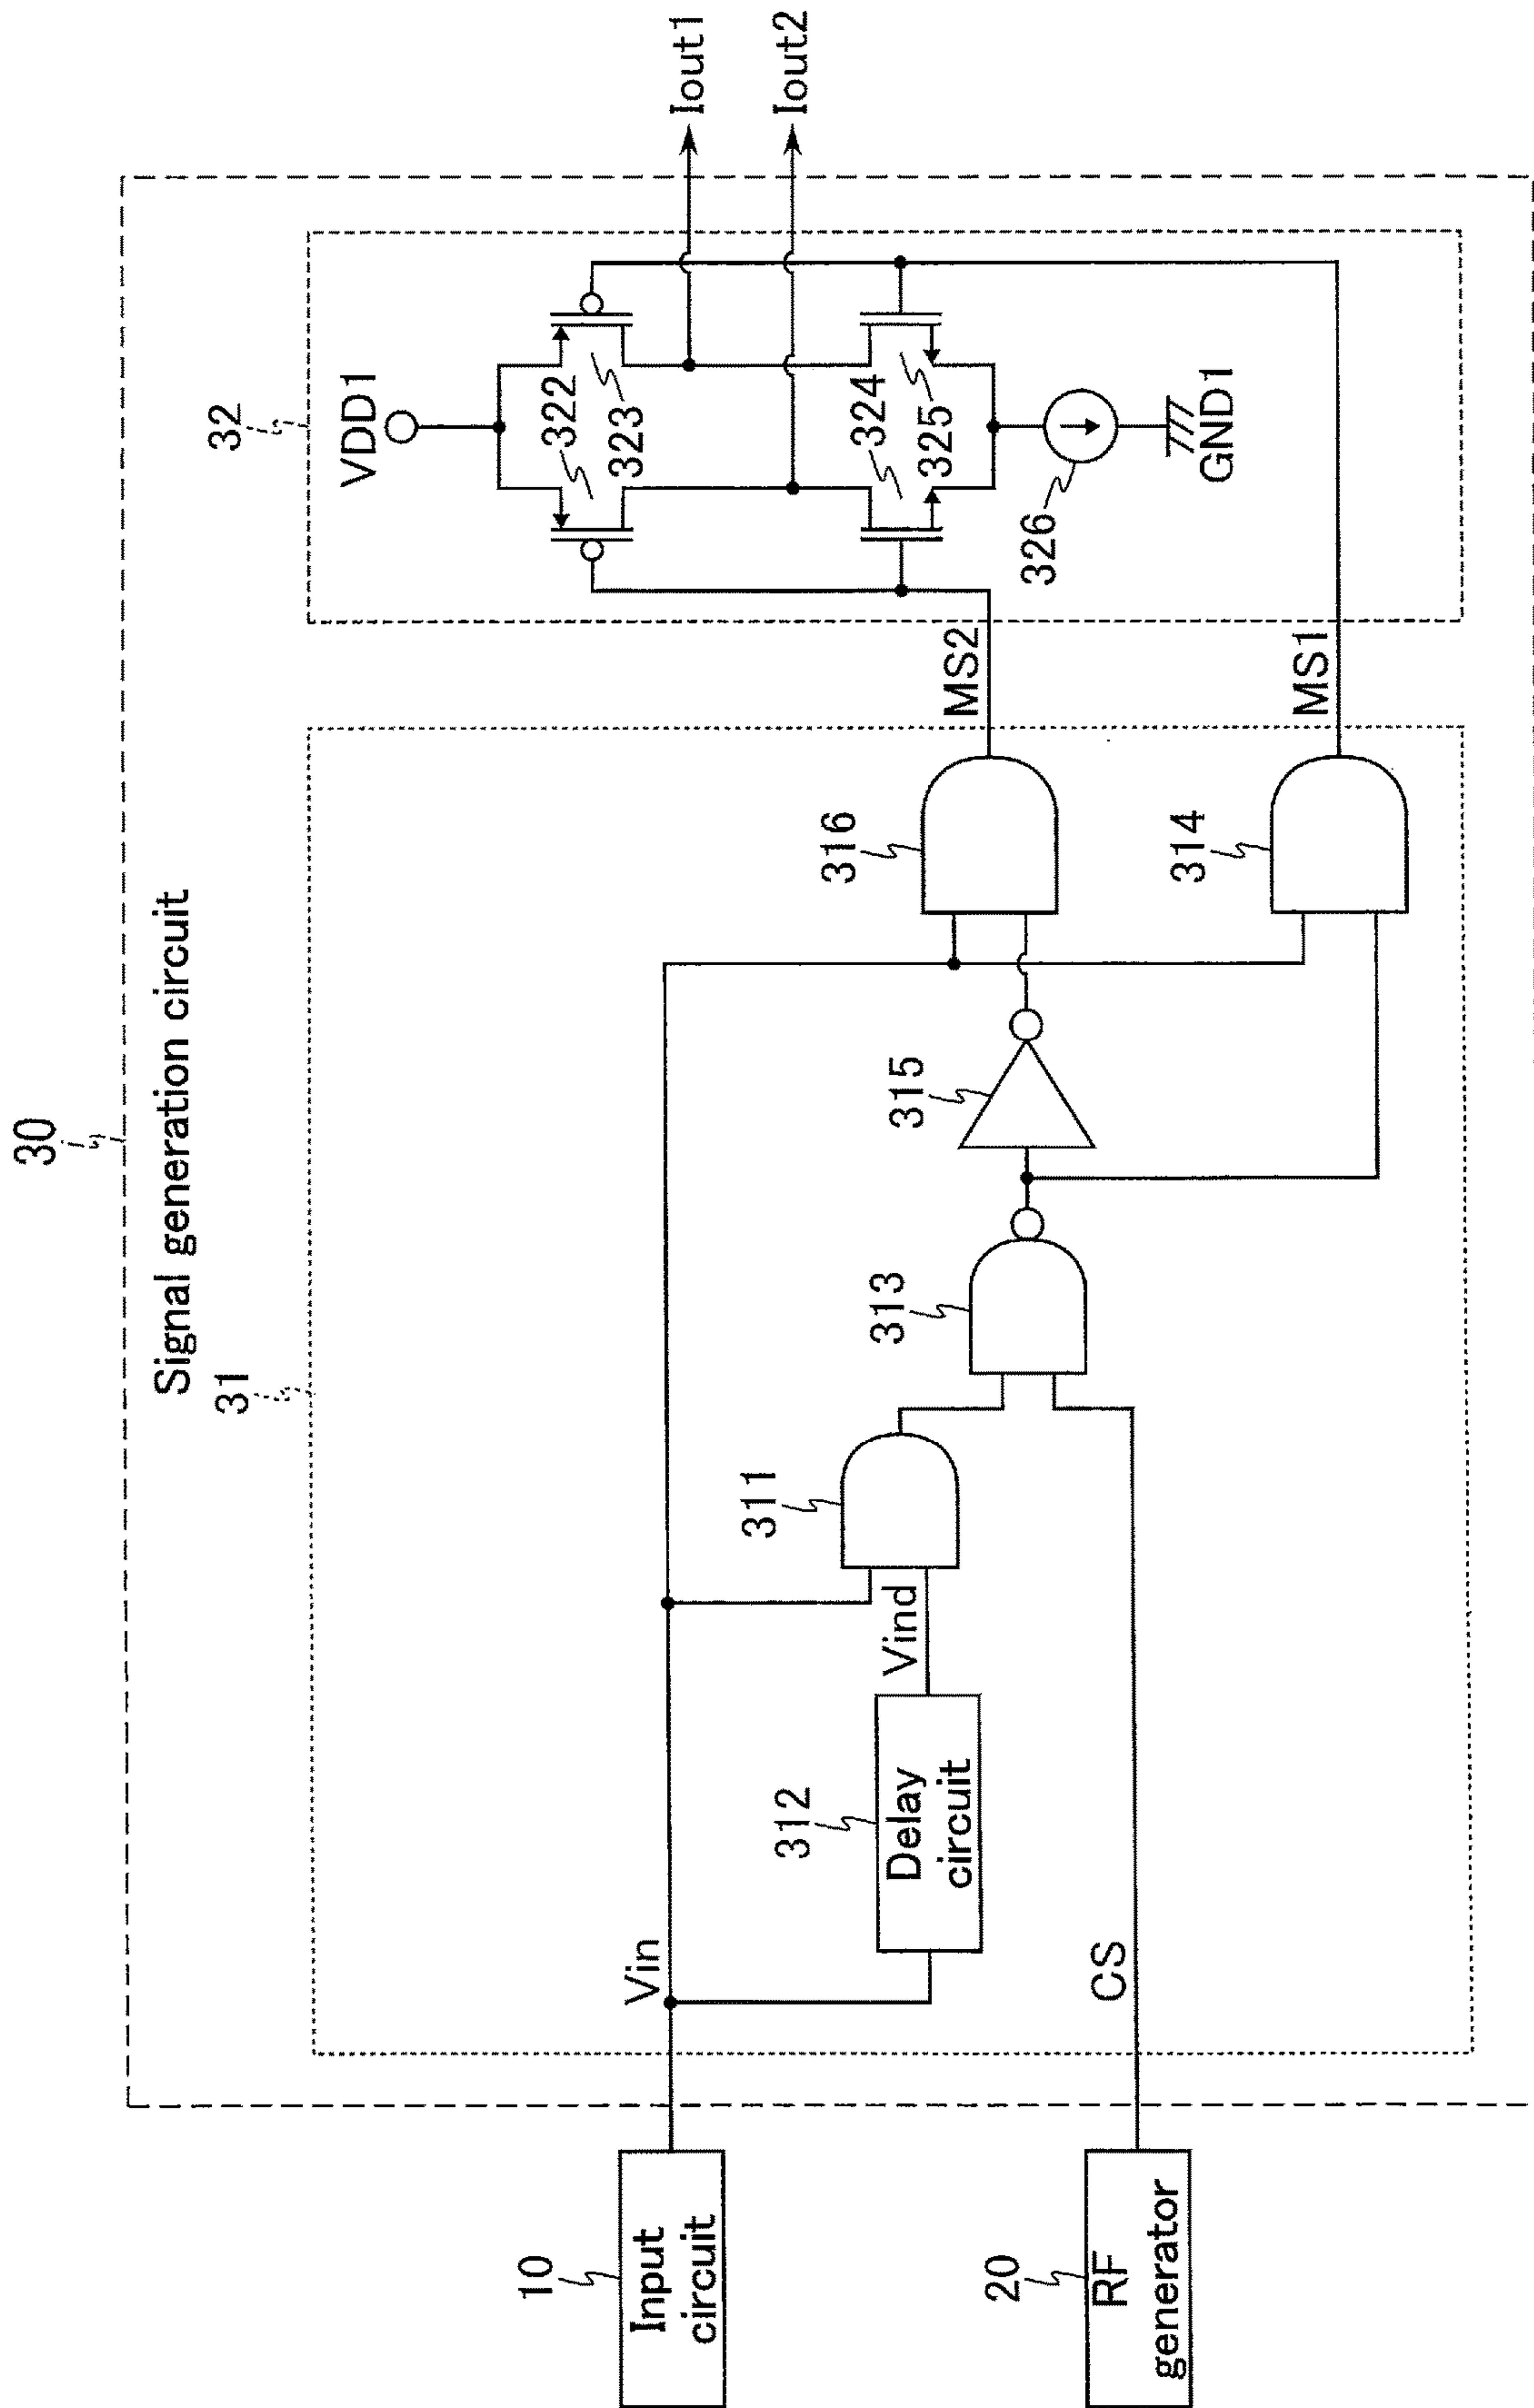 30
Signal generation circuit
31
32
10
Input
circuit
Vin
312
Delay
circuit
Vind
311
20
RF
generator
CS
313
315
316
314
MS2
MS1
VDD1
322
323
324
325
326
GND1
Iout1
Iout2